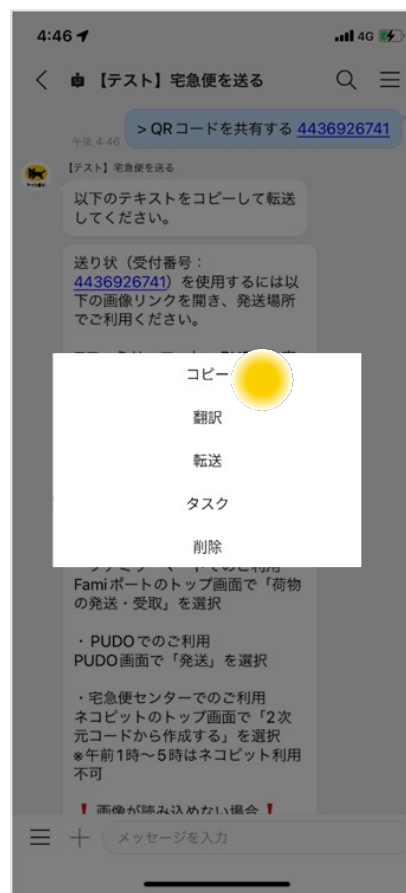 4:46
4G
【テスト】宅急便を送る
> QRコードを共有する 4436926741
午後 4:46
【テスト】宅急便を送る
以下のテキストをコピーして転送
してください。
送り状（受付番号：
4436926741）を使用するには以
下の画像リンクを開き、発送場所
でご利用ください。
コピー
翻訳
転送
タスク
削除
Famiポートのトップ画面で「荷物
の発送・受取」を選択
・PUDOでのご利用
PUDO画面で「発送」を選択
・宅急便センターでのご利用
ネコピットのトップ画面で「2次
元コードから作成する」を選択
※午前1時～5時はネコピット利用
不可
❗画像が読み込めない場合❗
メッセージを入力